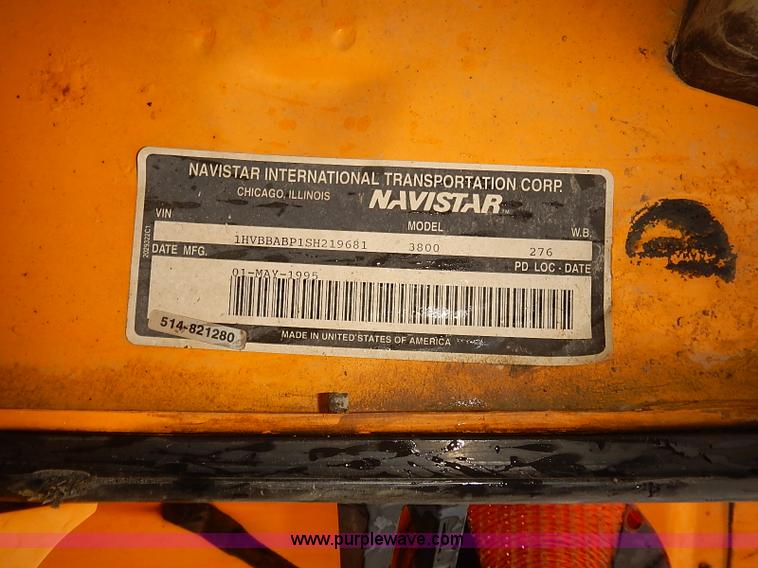 NAVISTAR INTERNATIONAL TRANSPORTATION CORP.
CHICAGO, ILLINOIS NAVISTAR
VIN MODEL W.B.
1HVBBABP1SH219681 3800 276
DATE MFG. PD LOC - DATE
01-MAY-1995
2029322C1
514-821280
MADE IN UNITED STATES OF AMERICA
www.purplewave.com